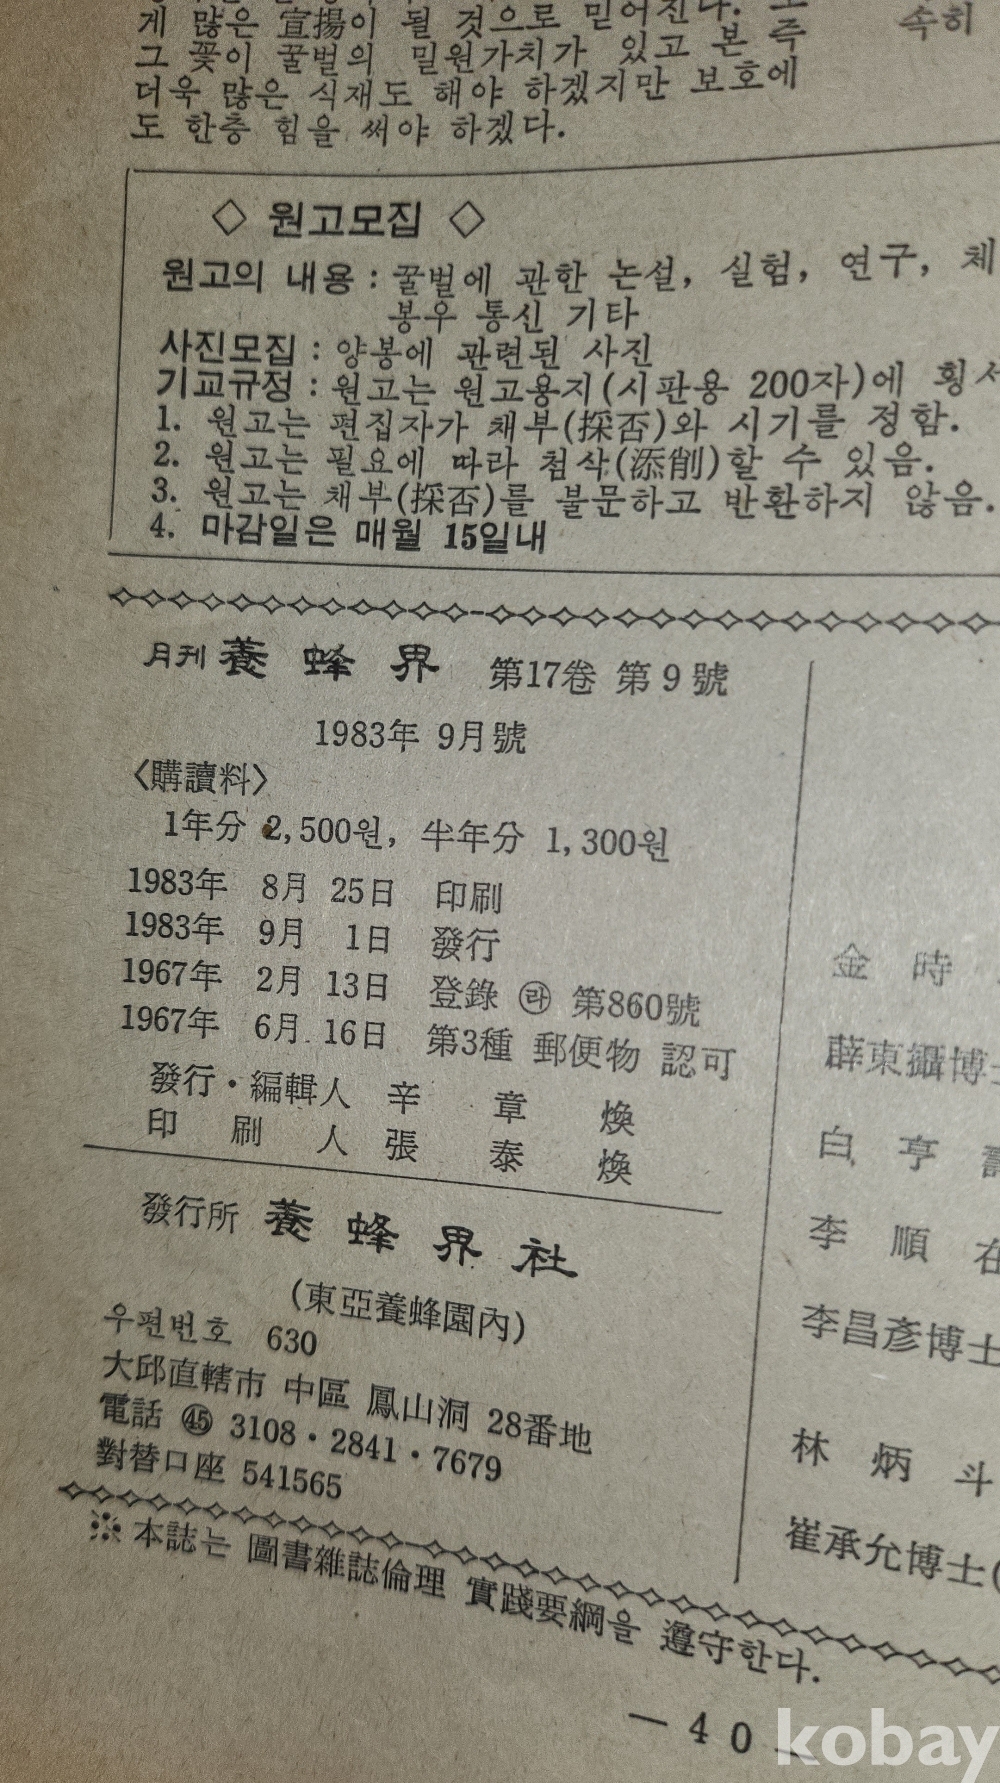 게 많은 宣揚이 될 것으로 믿어진다.
그 꽃이 꿀벌의 밀원가치가 있고 본 즉
더욱 많은 식재도 해야 하겠지만 보호에
도 한층 힘을 써야 하겠다.
속히
◇ 원고모집 ◇
원고의 내용 : 꿀벌에 관한 논설, 실험, 연구, 체
봉우 통신 기타
사진모집 : 양봉에 관련된 사진
기교규정 : 원고는 원고용지(시판용 200자)에 횡서
1. 원고는 편집자가 채부(採否)와 시기를 정함.
2. 원고는 필요에 따라 첨삭(添削)할 수 있음.
3. 원고는 채부(採否)를 불문하고 반환하지 않음.
4. 마감일은 매월 15일내
月刊 養蜂界 第17卷 第9號
1983年 9月號
〈購讀料〉
1年分 2,500원, 半年分 1,300원
1983年 8月 25日 印刷
1983年 9月 1日 發行
1967年 2月 13日 登錄 ㉱ 第860號
1967年 6月 16日 第3種 郵便物 認可
發行·編輯人 辛 章 煥
印 刷 人 張 泰 煥
發行所 養蜂界社
(東亞養蜂園內)
우편번호 630
大邱直轄市 中區 鳳山洞 28番地
電話 ㊺ 3108·2841·7679
對替口座 541565
金 時
薛東攝博士
白 亨
李 順 在
李昌彥博士
林 炳 斗
崔承允博士(
※ 本誌는 圖書雜誌倫理 實踐要綱을 遵守한다.
— 40 —
kobay